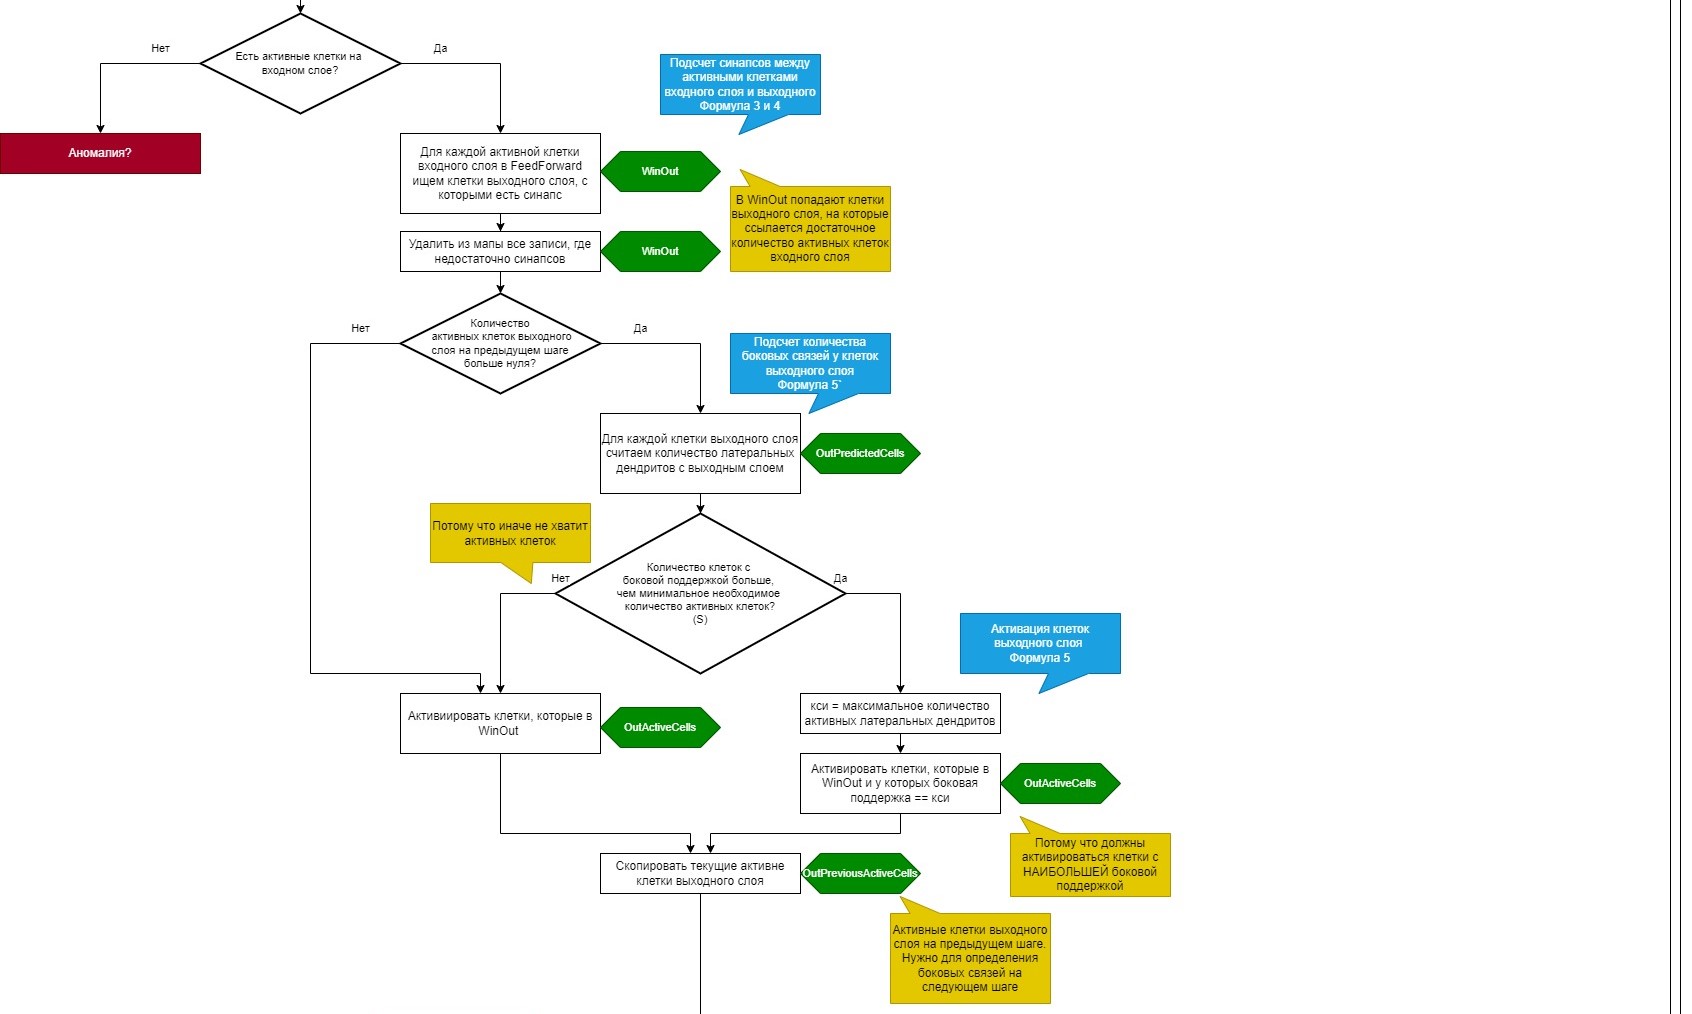 Нет
Да
Есть активные клетки на
входном слое?
Аномалия?
Подсчет синапсов между
активными клетками
входного слоя и выходного
Формула 3 и 4
Для каждой активной клетки
входного слоя в FeedForward
ищем клетки выходного слоя, с
которыми есть синапс
WinOut
В WinOut попадают клетки
выходного слоя, на которые
ссылается достаточное
количество активных клеток
входного слоя
Удалить из мапы все записи, где
недостаточно синапсов
WinOut
Нет
Да
Количество
активных клеток выходного
слоя на предыдущем шаге
больше нуля?
Подсчет количества
боковых связей у клеток
выходного слоя
Формула 5`
Для каждой клетки выходного слоя
считаем количество латеральных
дендритов с выходным слоем
OutPredictedCells
Потому что иначе не хватит
активных клеток
Нет
Да
Количество клеток с
боковой поддержкой больше,
чем минимальное необходимое
количество активных клеток?
(S)
Активация клеток
выходного слоя
Формула 5
Активиировать клетки, которые в
WinOut
OutActiveCells
кси = максимальное количество
активных латеральных дендритов
Активировать клетки, которые в
WinOut и у которых боковая
поддержка == кси
OutActiveCells
Потому что должны
активироваться клетки с
НАИБОЛЬШЕЙ боковой
поддержкой
Скопировать текущие активне
клетки выходного слоя
OutPreviousActiveCells
Активные клетки выходного
слоя на предыдущем шаге.
Нужно для определения
боковых связей на
следующем шаге